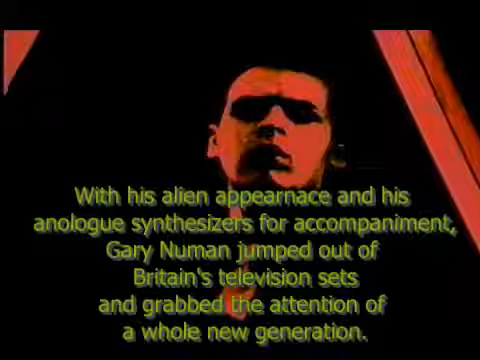 With his alien appearnace and his
anologue synthesizers for accompaniment,
Gary Numan jumped out of
Britain's television sets
and grabbed the attention of
a whole new generation.